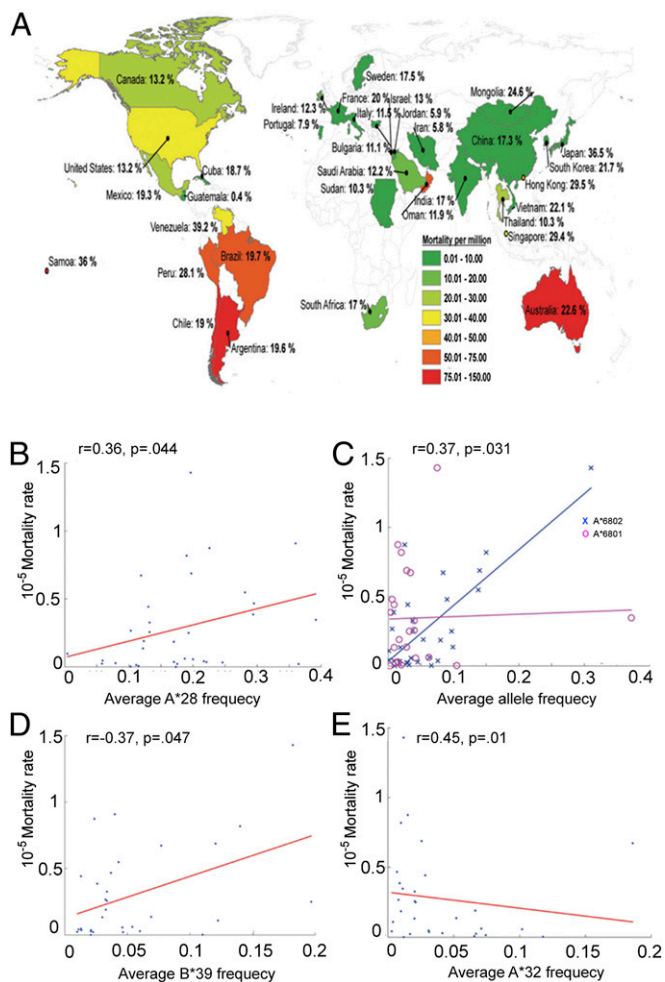 A
Canada: 13.2 %
Sweden: 17.5 %
Mongolia: 24.6 %
Ireland: 12.3 %
France: 20 %
Israel: 13 %
Italy: 11.5 %
Jordan: 5.9 %
Portugal: 7.9 %
Iran: 5.8 %
China: 17.3 %
Japan: 36.5 %
Bulgaria: 11.1 %
South Korea: 21.7 %
United States: 13.2 %
Cuba: 18.7 %
Saudi Arabia: 12.2 %
Hong Kong: 29.5 %
Mexico: 19.3 %
Guatemala: 0.4 %
Sudan: 10.3 %
India: 17 %
Oman: 11.9 %
Vietnam: 22.1 %
Thailand: 10.3 %
Singapore: 29.4 %
Venezuela: 39.2 %
Brazil: 19.7 %
Samoa: 36 %
Peru: 28.1 %
South Africa: 17 %
Australia: 22.6 %
Chile: 19 %
Argentina: 19.6 %
Mortality per million
0.01 - 10.00
10.01 - 20.00
20.01 - 30.00
30.01 - 40.00
40.01 - 50.00
50.01 - 75.00
75.01 - 150.00
B
r=0.36, p=.044
10-5 Mortality rate
1.5
1
0.5
0
0 0.1 0.2 0.3 0.4
Average A*28 frequecy
C
r=0.37, p=.031
10-5 Mortality rate
1.5
1
0.5
0
0 0.1 0.2 0.3 0.4
Average allele frequecy
A*6802
A*6801
D
r=-0.37, p=.047
10-5 Mortality rate
1.5
1
0.5
0
0 0.05 0.1 0.15 0.2
Average B*39 frequecy
E
r=0.45, p=.01
10-5 Mortality rate
1.5
1
0.5
0
0 0.05 0.1 0.15 0.2
Average A*32 frequecy